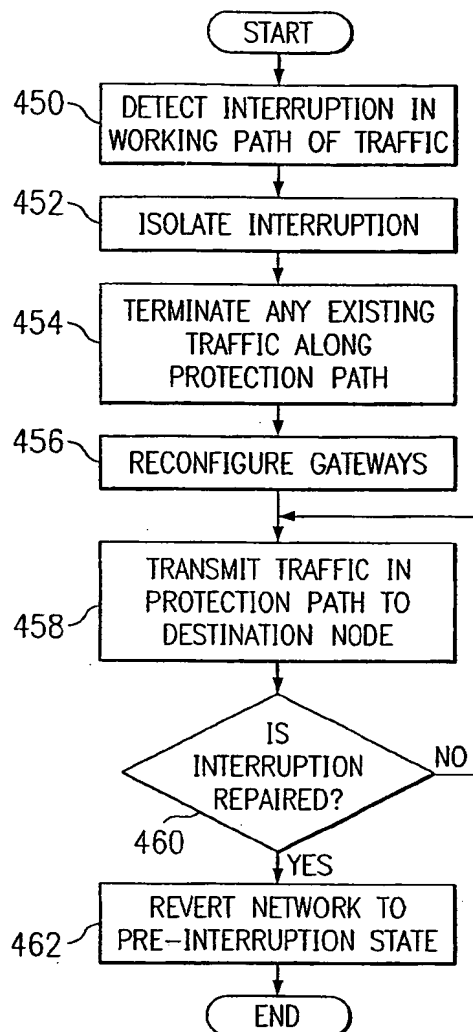 START
450
DETECT INTERRUPTION IN
WORKING PATH OF TRAFFIC
452
ISOLATE INTERRUPTION
454
TERMINATE ANY EXISTING
TRAFFIC ALONG
PROTECTION PATH
456
RECONFIGURE GATEWAYS
458
TRANSMIT TRAFFIC IN
PROTECTION PATH TO
DESTINATION NODE
IS
INTERRUPTION
REPAIRED?
NO
460
YES
462
REVERT NETWORK TO
PRE-INTERRUPTION STATE
END